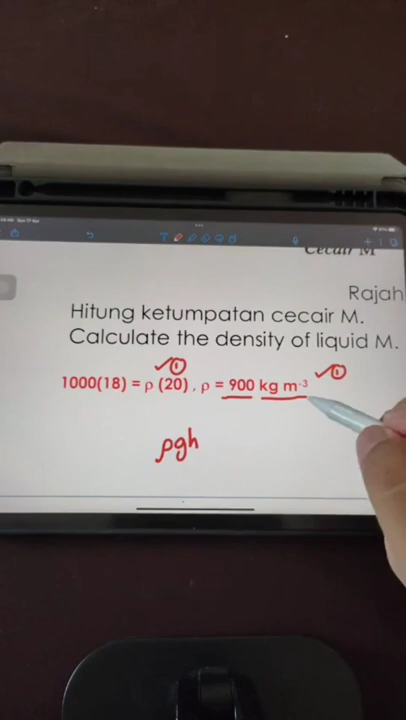 Cecair M
Rajah
Hitung ketumpatan cecair M.
Calculate the density of liquid M.
1000(18) = ρ (20) , ρ = 900 kg m⁻³
ρgh